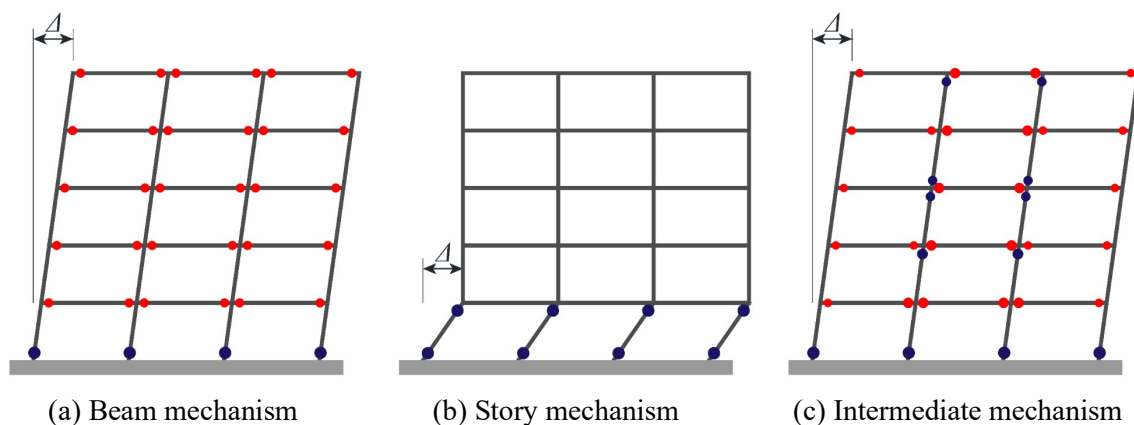 Δ
Δ
Δ
(a) Beam mechanism
(b) Story mechanism
(c) Intermediate mechanism